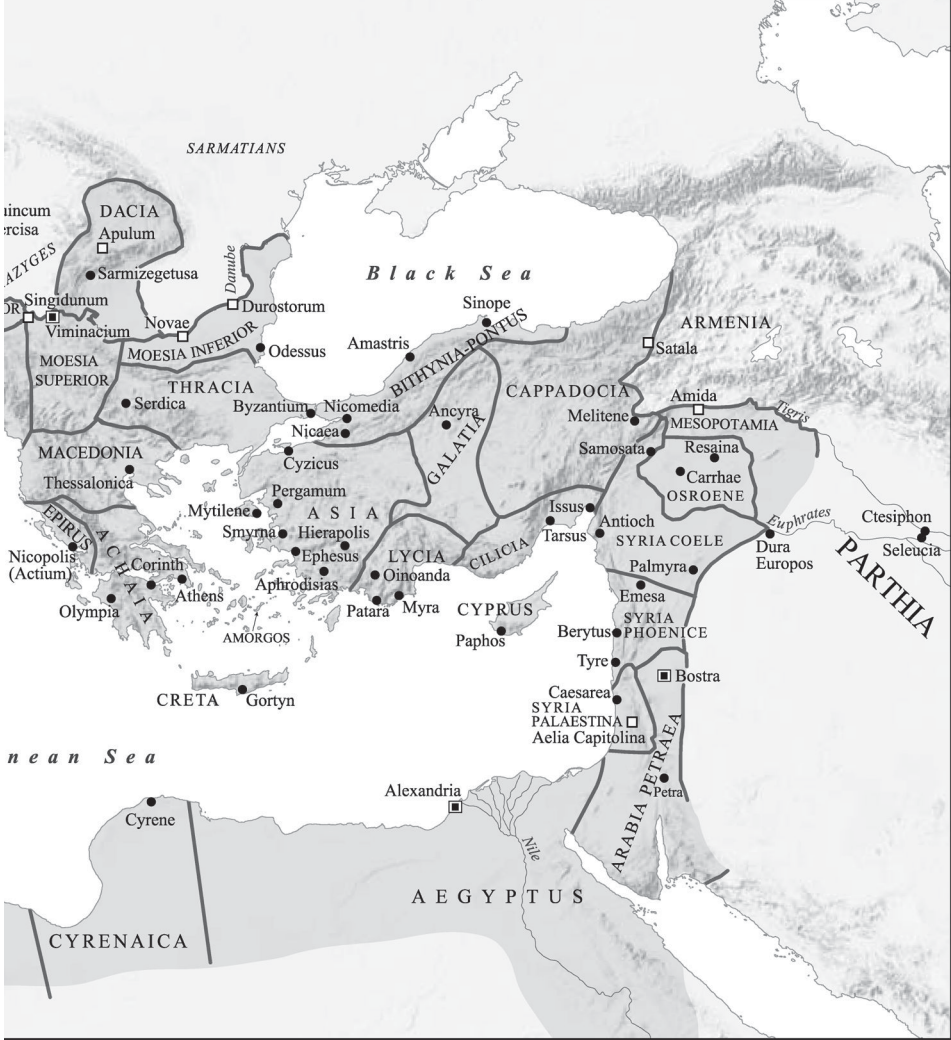 SARMATIANS
uincum
ercisa
AZYGES
DACIA
Apulum
Sarmizegetusa
Danube
Black Sea
OR
Singidunum
Viminacium
Novae
Durostorum
MOESIA INFERIOR
Odessus
MOESIA
SUPERIOR
THRACIA
Serdica
Sinope
Amastris
BITHYNIA-PONTUS
ARMENIA
Satala
CAPPADOCIA
Byzantium
Nicomedia
Nicaea
Ancyra
GALATIA
Melitene
Amida
Tigris
MESOPOTAMIA
MACEDONIA
Thessalonica
Cyzicus
Samosata
Resaina
Carrhae
OSROENE
Pergamum
Mytilene
ASIA
Smyrna
Hierapolis
Ephesus
Aphrodisias
EPIRUS
ACHAIA
Nicopolis
(Actium)
Corinth
Athens
Olympia
AMORGOS
LYCIA
Oinoanda
Patara
Myra
CILICIA
Issus
Tarsus
Antioch
SYRIA COELE
Euphrates
Dura
Europos
Ctesiphon
Seleucia
PARTHIA
Palmyra
Emesa
CYPRUS
Paphos
SYRIA
PHOENICE
Berytus
Tyre
Bostra
CRETA
Gortyn
Caesarea
SYRIA
PALAESTINA
Aelia Capitolina
ARABIA PETRAEA
Petra
nean Sea
Alexandria
Cyrene
Nile
AEGYPTUS
CYRENAICA